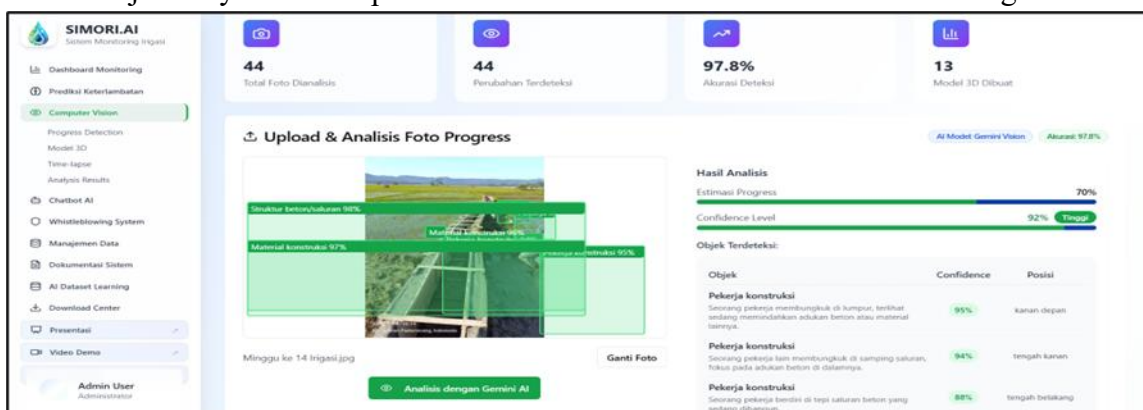 SIMORI.AI
Sistem Monitoring Irigasi
Dashboard Monitoring
Prediksi Keterlambatan
Computer Vision
Progress Detection
Model 3D
Time-lapse
Analysis Results
Chatbot AI
Whistleblowing System
Manajemen Data
Dokumentasi Sistem
AI Dataset Learning
Download Center
Presentasi
Video Demo
Admin User
Administrator
44
Total Foto Dianalisis
44
Perubahan Terdeteksi
97.8%
Akurasi Deteksi
13
Model 3D Dibuat
Upload & Analisis Foto Progress
AI Model: Gemini Vision
Akurasi: 97.8%
Struktur beton/saluran 98%
Material konstruksi 96%
Material konstruksi 97%
konstruksi 95%
Minggu ke 14 Irigasi.jpg
Ganti Foto
Analisis dengan Gemini AI
Hasil Analisis
Estimasi Progress 70%
Confidence Level 92% Tinggi
Objek Terdeteksi:
Objek Confidence Posisi
Pekerja konstruksi
Seorang pekerja membungkuk di lumpur, terlihat
sedang memindahkan adukan beton atau material
lainnya.
95% kanan depan
Pekerja konstruksi
Seorang pekerja lain membungkuk di samping saluran,
fokus pada adukan beton di dalamnya.
94% tengah kanan
Pekerja konstruksi
Seorang pekerja berdiri di tepi saluran beton yang
sedang dibangun.
88% tengah belakang